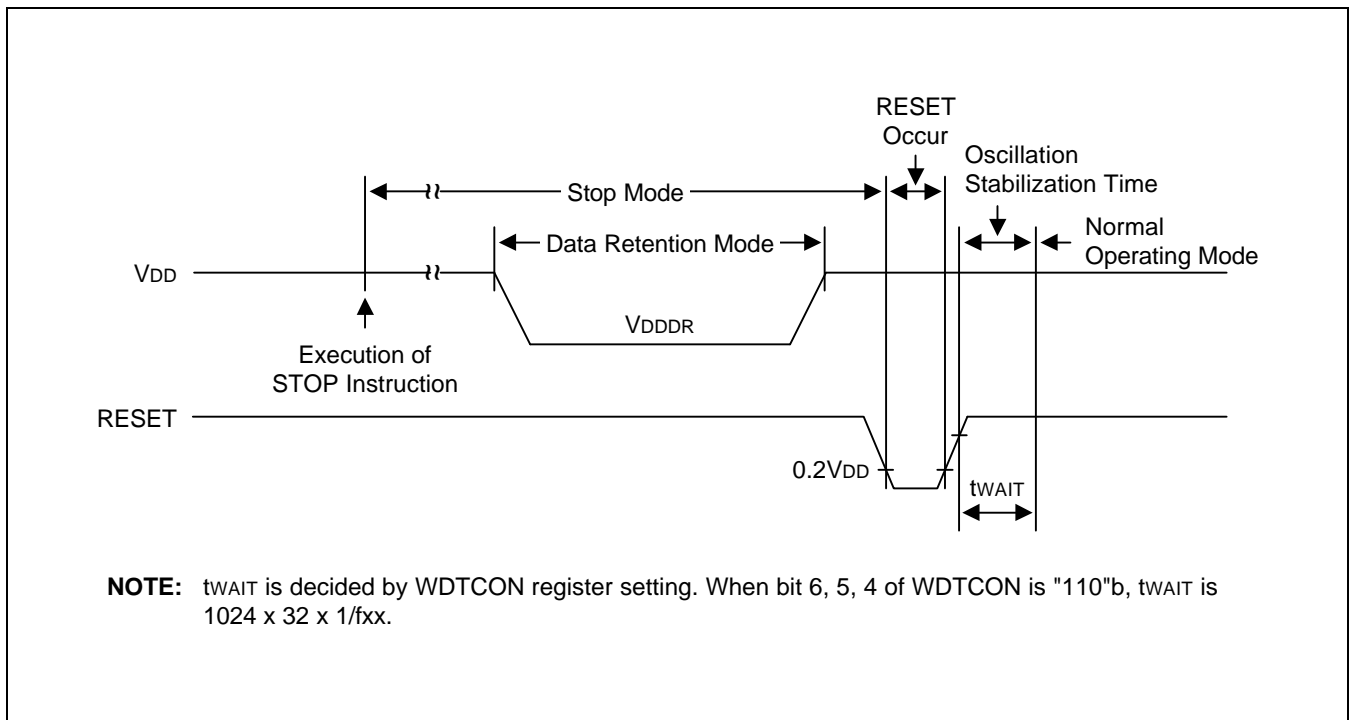 RESET
Occur
Oscillation
Stabilization Time
Stop Mode
Normal
Operating Mode
Data Retention Mode
VDD
VDDDR
Execution of
STOP Instruction
RESET
0.2VDD
tWAIT
NOTE: tWAIT is decided by WDTCON register setting. When bit 6, 5, 4 of WDTCON is "110"b, tWAIT is
1024 x 32 x 1/fxx.